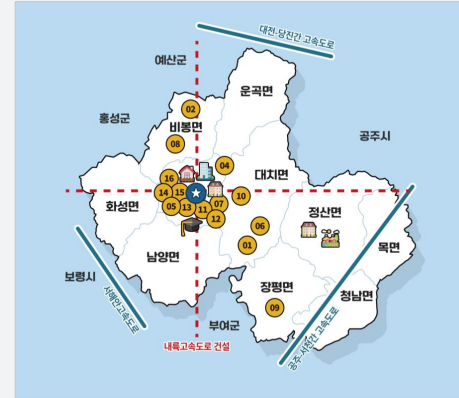 대전-당진간 고속도로
예산군
운곡면
02
홍성군
비봉면
공주시
08
04
대치면
16
14
15
10
화성면
05
13
11
07
정산면
12
06
목면
01
남양면
보령시
서해안고속도로
장평면
청남면
09
부여군
공주-서천간 고속도로
내륙고속도로 건설